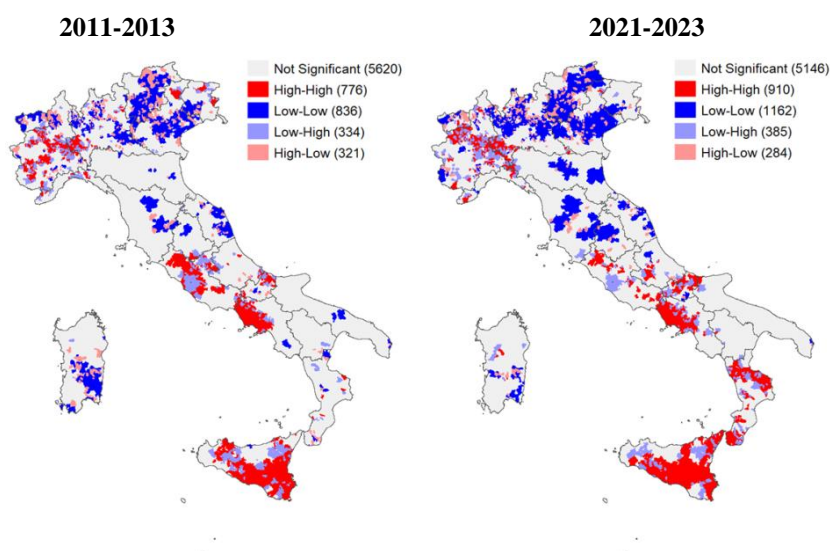 2011-2013
Not Significant (5620)
High-High (776)
Low-Low (836)
Low-High (334)
High-Low (321)
2021-2023
Not Significant (5146)
High-High (910)
Low-Low (1162)
Low-High (385)
High-Low (284)